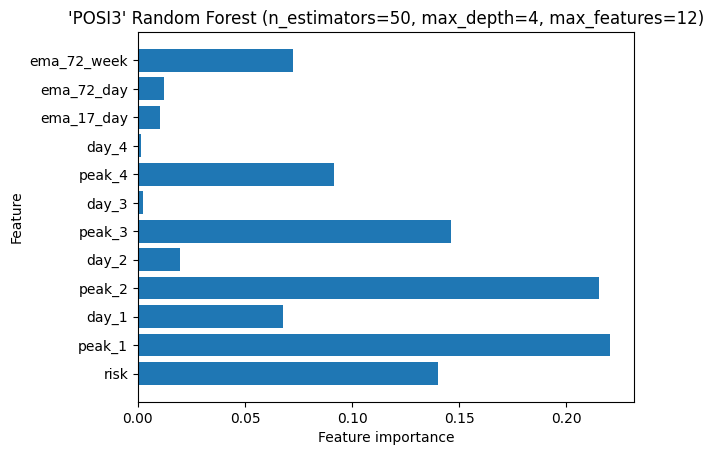 'POSI3' Random Forest (n_estimators=50, max_depth=4, max_features=12)
ema_72_week
ema_72_day
ema_17_day
day_4
peak_4
day_3
peak_3
day_2
peak_2
day_1
peak_1
risk
Feature
0.00 0.05 0.10 0.15 0.20
Feature importance